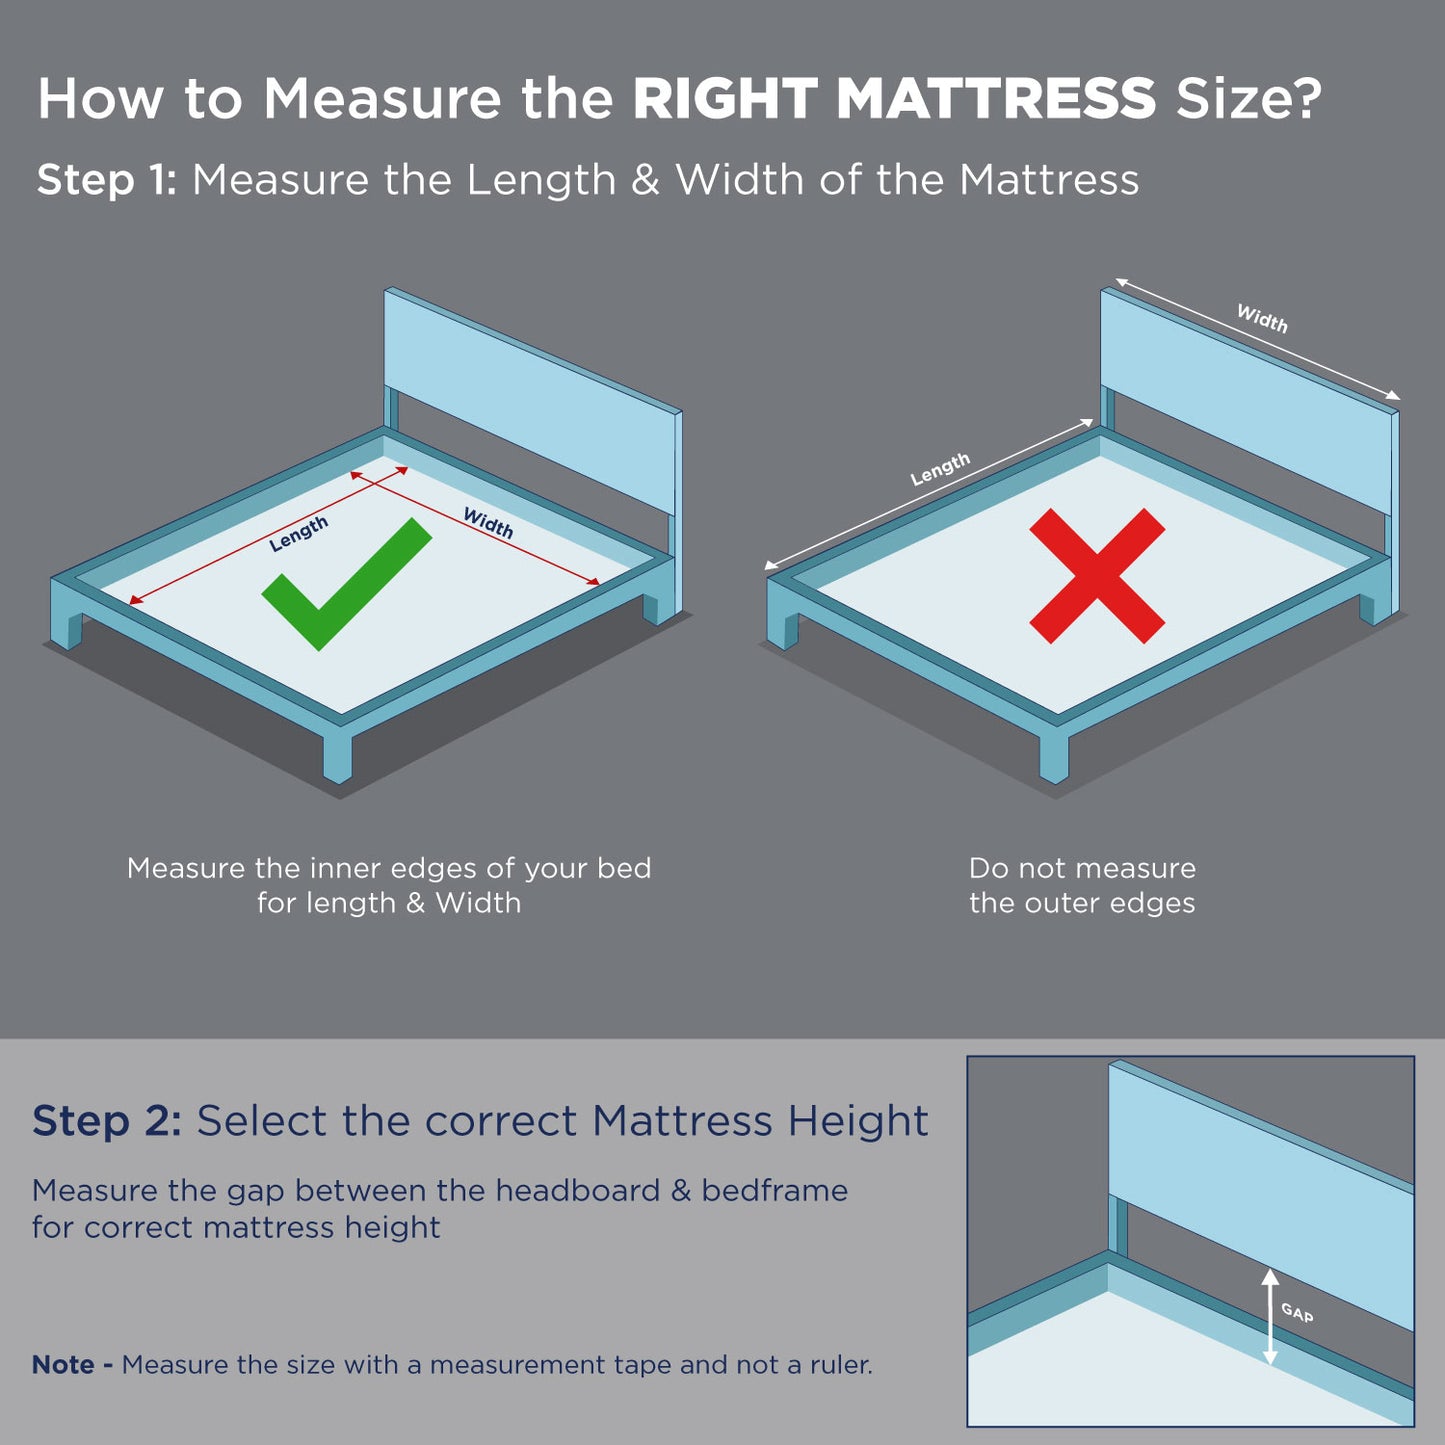 How to Measure the RIGHT MATTRESS Size?
Step 1: Measure the Length & Width of the Mattress
Length
Width
Length
Width
Measure the inner edges of your bed
for length & Width
Do not measure
the outer edges
Step 2: Select the correct Mattress Height
Measure the gap between the headboard & bedframe
for correct mattress height
GAP
Note - Measure the size with a measurement tape and not a ruler.